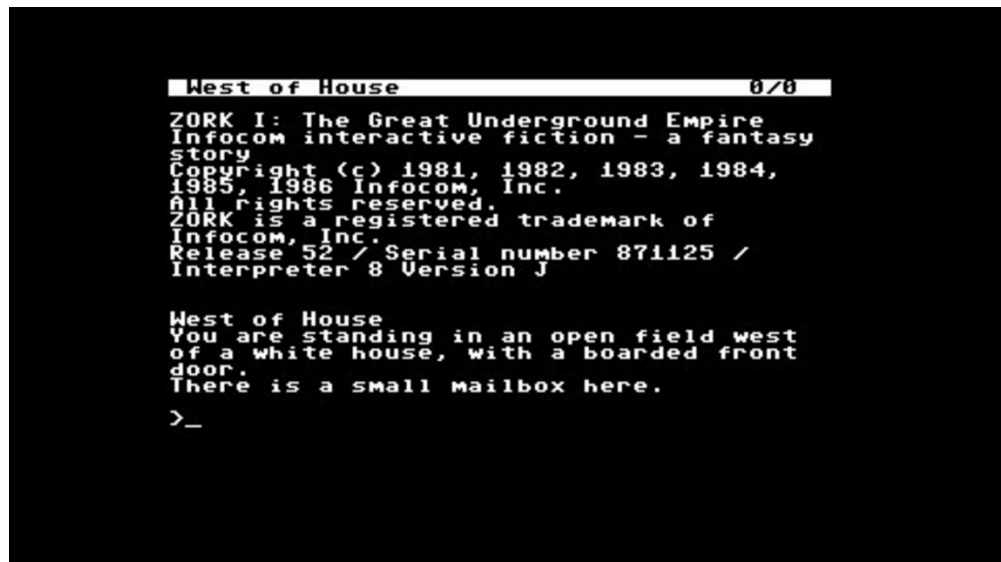 West of House 0/0
ZORK I: The Great Underground Empire
Infocom interactive fiction - a fantasy
story
Copyright (c) 1981, 1982, 1983, 1984,
1985, 1986 Infocom, Inc.
All rights reserved.
ZORK is a registered trademark of
Infocom, Inc.
Release 52 / Serial number 871125 /
Interpreter 8 Version J
West of House
You are standing in an open field west
of a white house, with a boarded front
door.
There is a small mailbox here.
>_